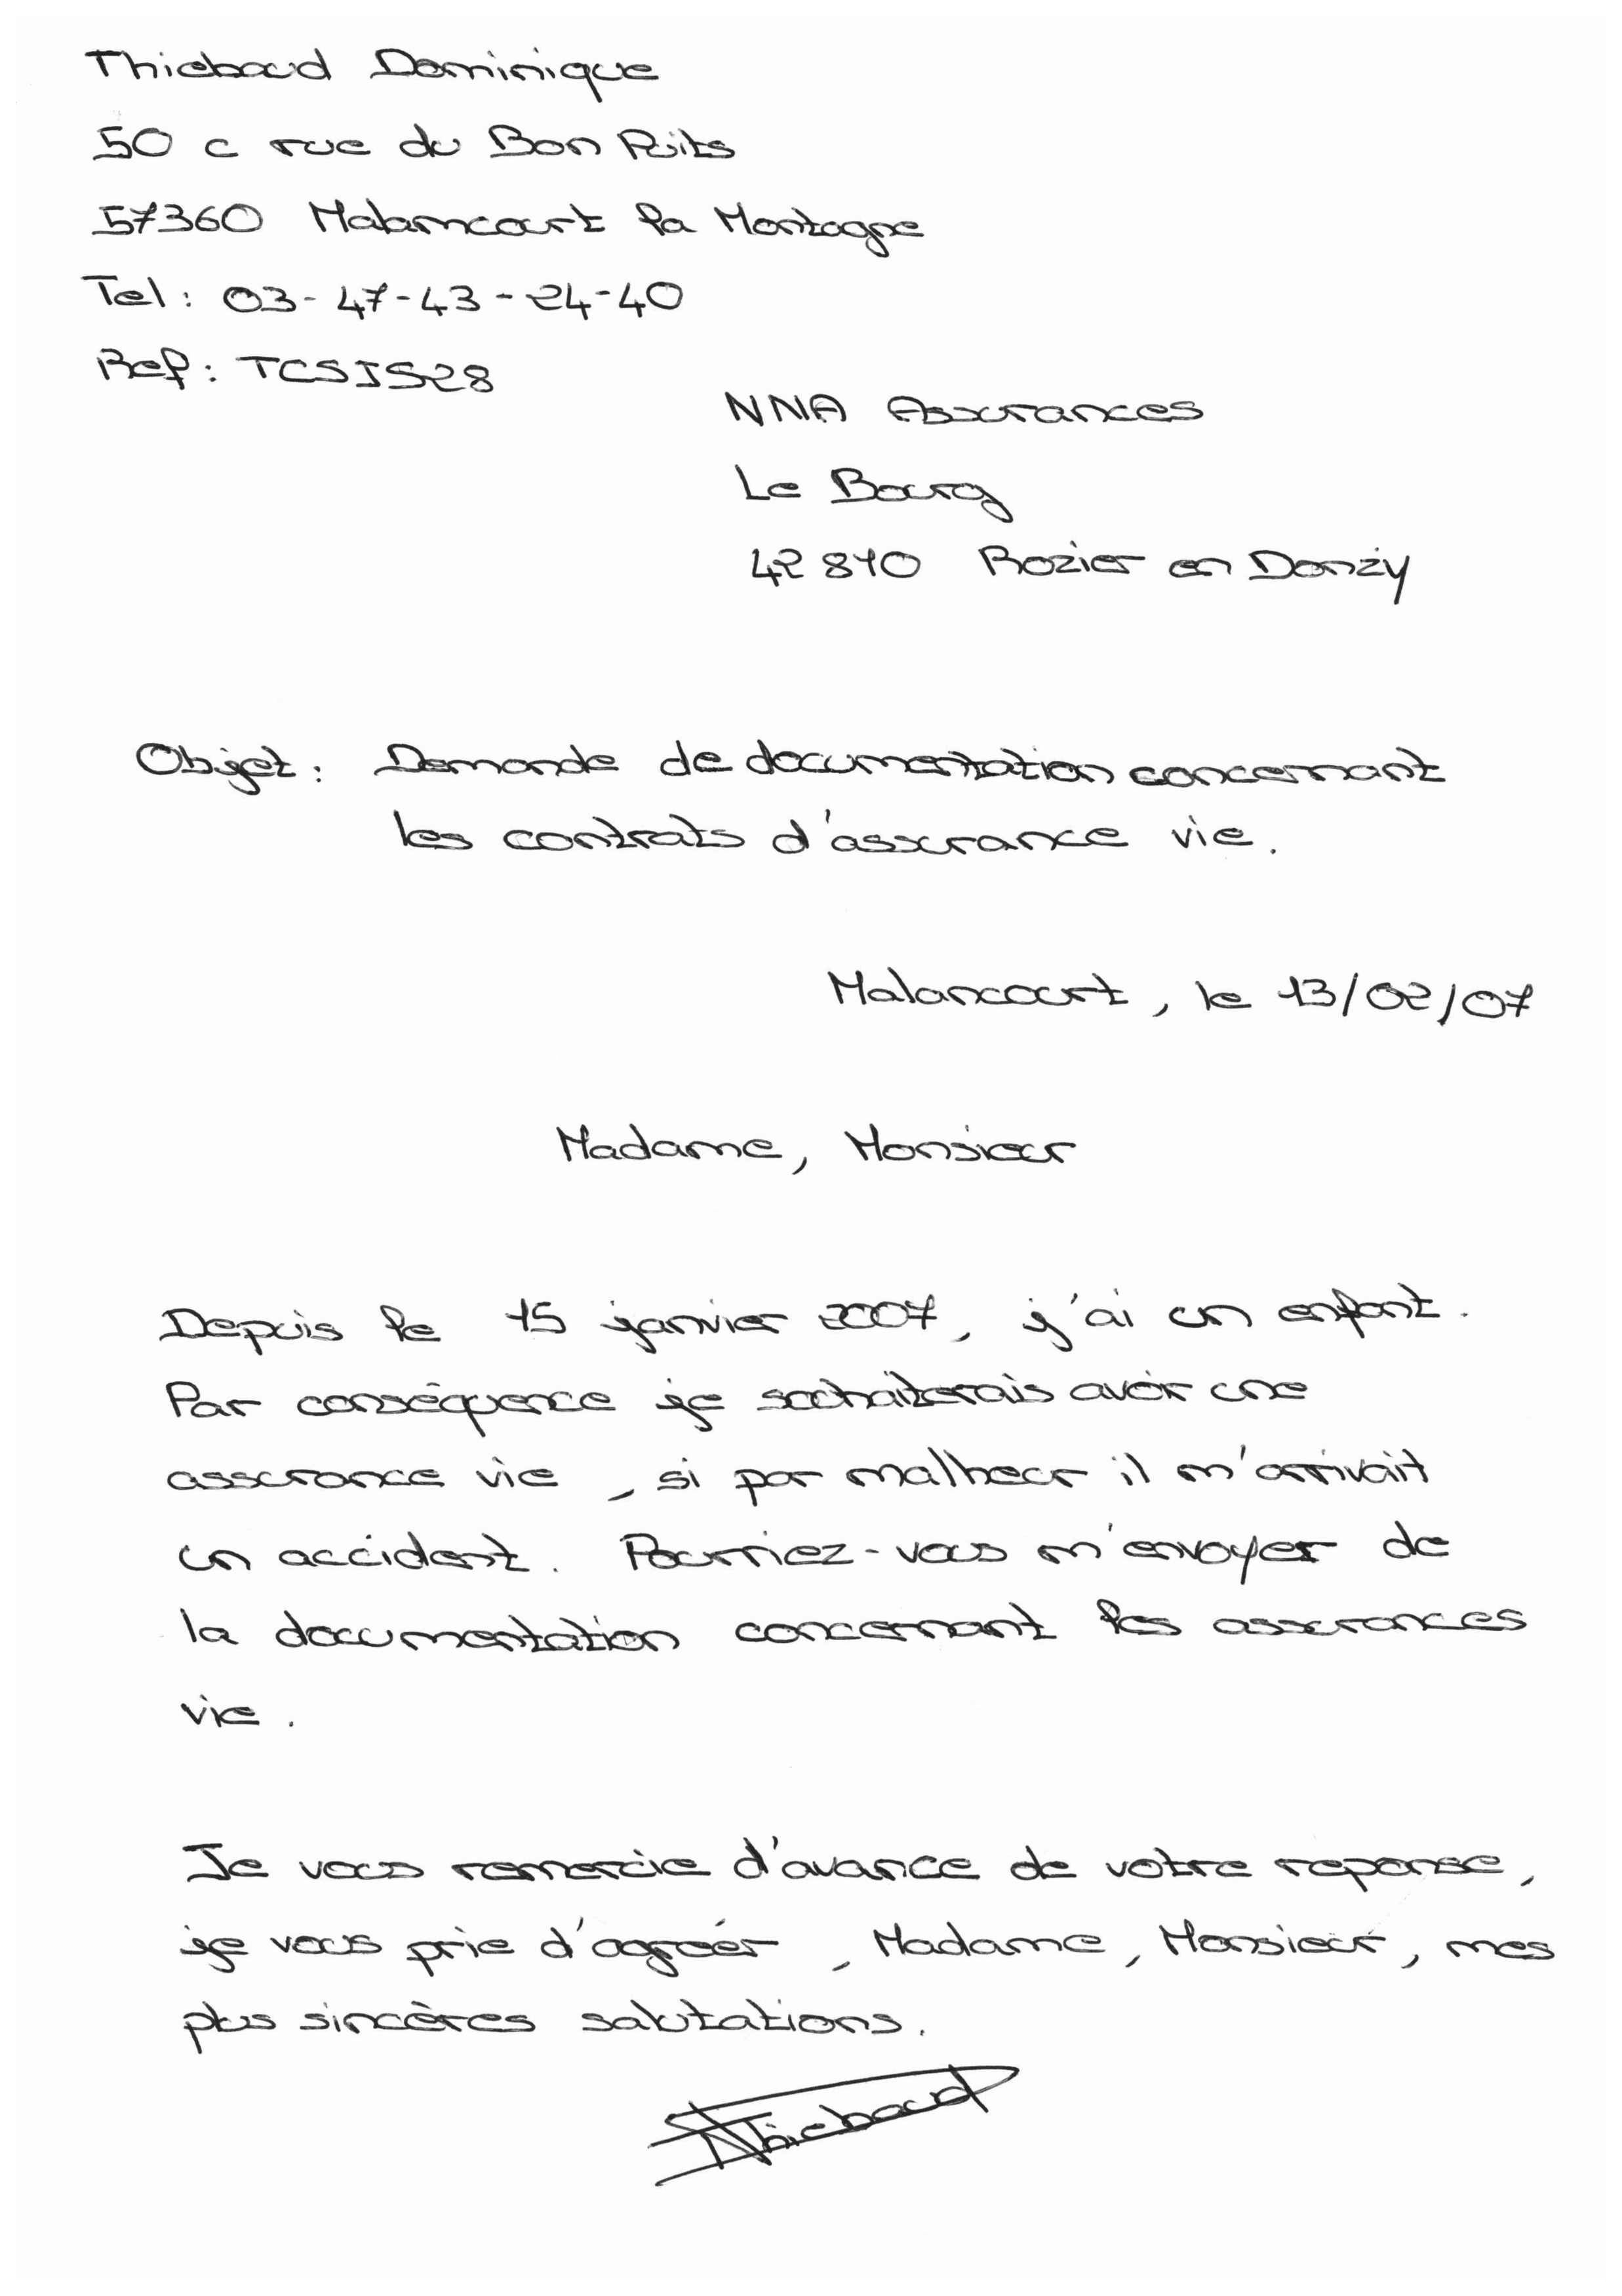 Thiebaud Dominique
50 c rue du Bon Puits
57360 Malamcourt la Montagne
Tel : 03-47-43-24-40
Ref : TCSIS28
NNA Assurances
Le Bourg
42 810 Rozier en Donzy
Objet : Demande de documentation concernant
les contrats d'assurance vie.
Malancourt, le 13/02/07
Madame, Monsieur
Depuis le 15 janvier 2007, j'ai un enfant.
Par conséquence je souhaiterais avoir une
assurance vie, si par malheur il m'arrivait
un accident. Pourriez-vous m'envoyer de
la documentation concernant les assurances
vie.
Je vous remercie d'avance de votre reponse,
je vous prie d'agréer, Madame, Monsieur, mes
plus sincères salutations.
Thiebaud